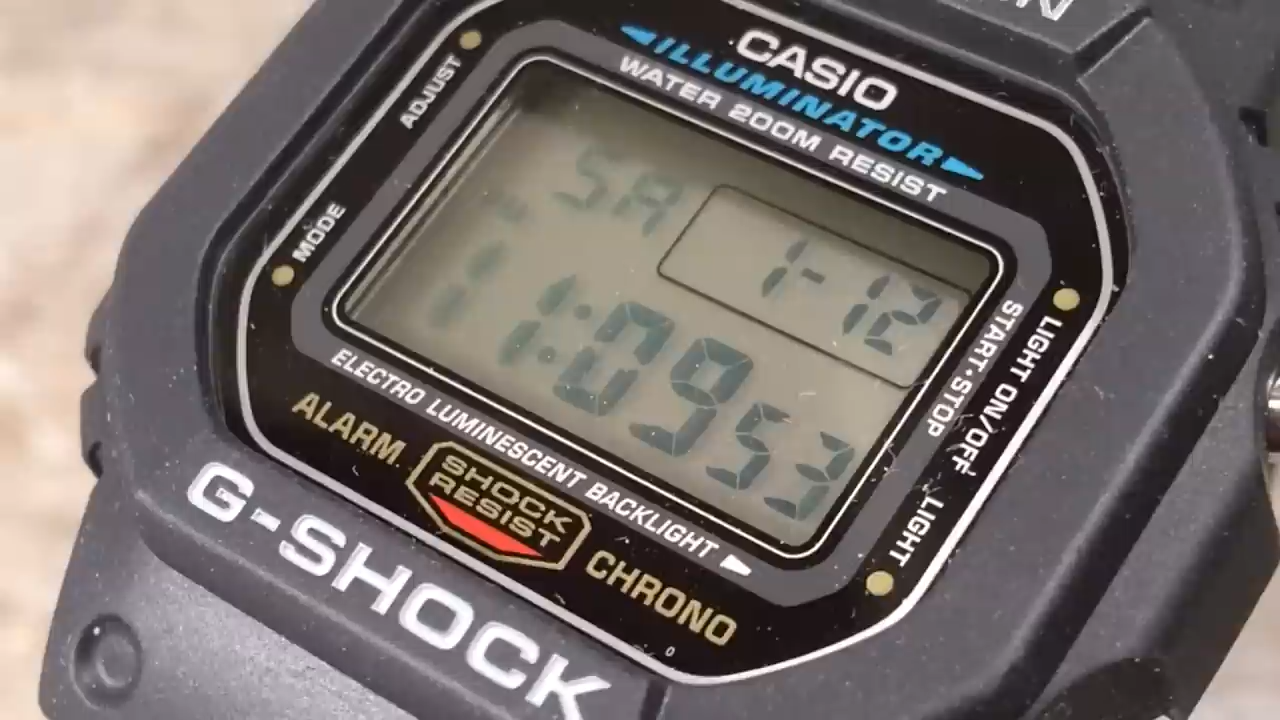 CASIO
ILLUMINATOR
WATER 200M RESIST
ADJUST
MODE
SA
1-12
1:09 53
LIGHT ON/OFF
START·STOP
LIGHT
ELECTRO LUMINESCENT BACKLIGHT
ALARM
SHOCK
RESIST
CHRONO
G-SHOCK